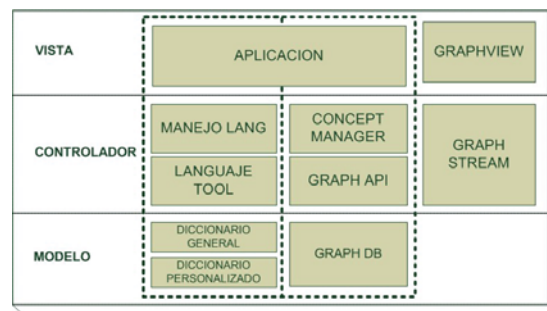 VISTA
APLICACION
GRAPHVIEW
CONTROLADOR
MANEJO LANG
CONCEPT
MANAGER
GRAPH
STREAM
LANGUAJE
TOOL
GRAPH API
MODELO
DICCIONARIO
GENERAL
DICCIONARIO
PERSONALIZADO
GRAPH DB